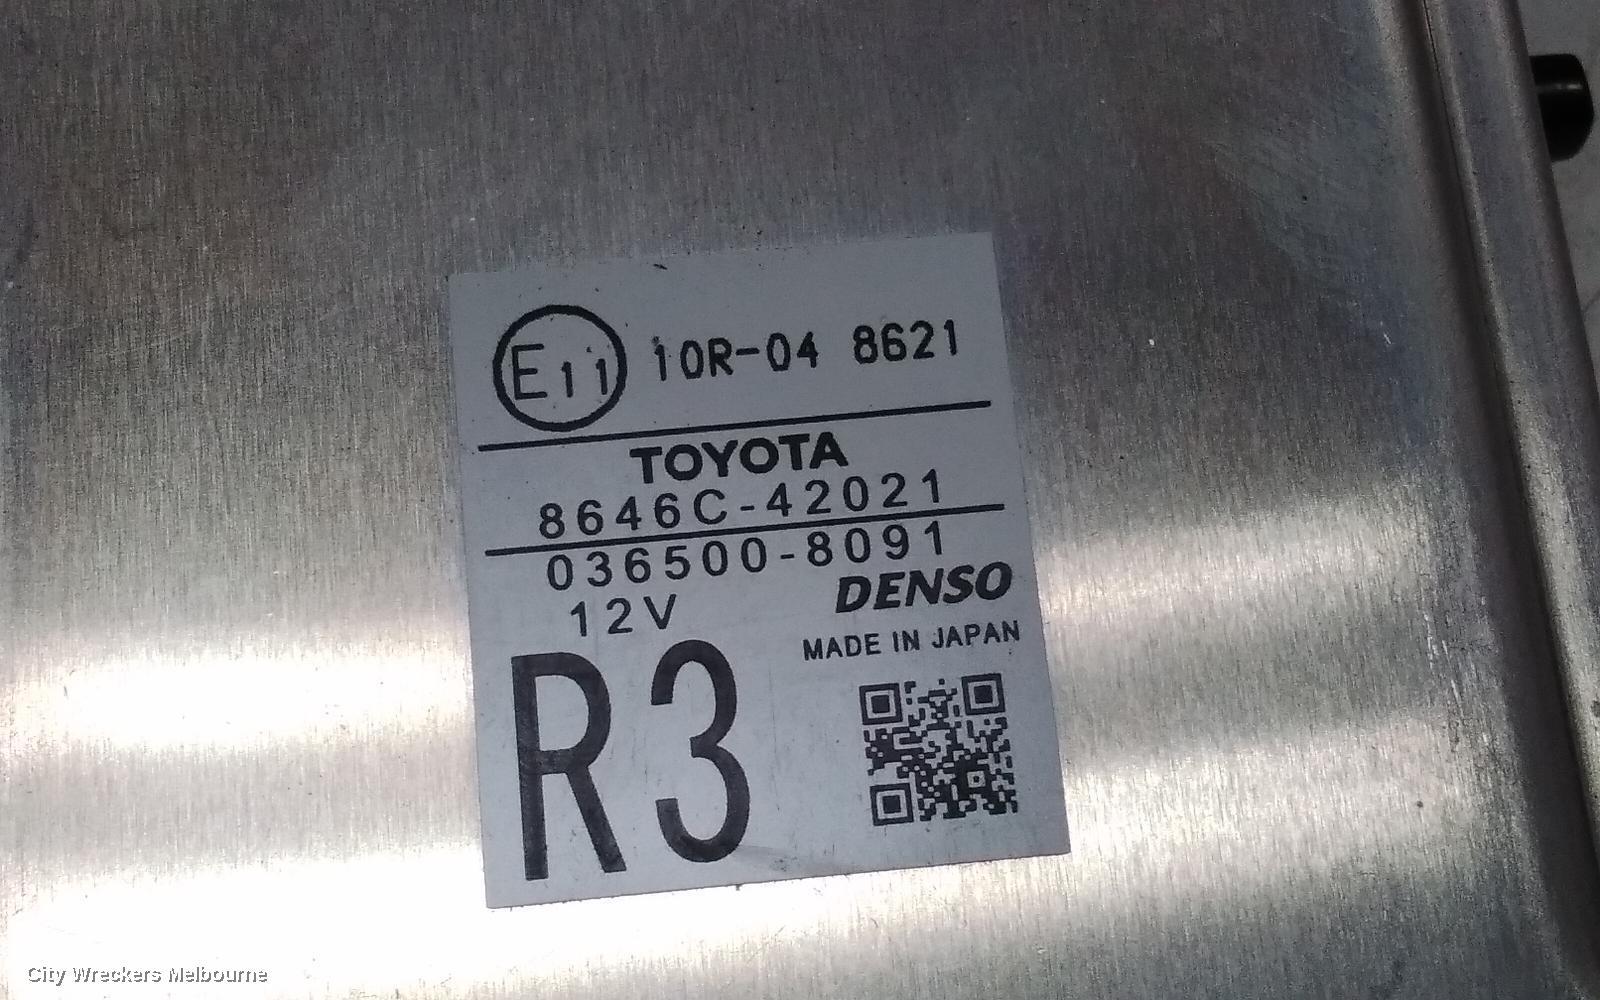 E11 10R-04 8621
TOYOTA
8646C-42021
036500-8091
12V DENSO
MADE IN JAPAN
R3
City Wreckers Melbourne